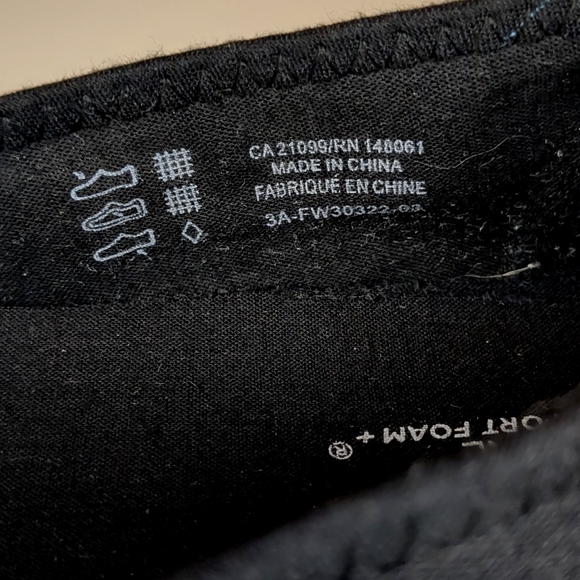 CA 21099/RN 148061
MADE IN CHINA
FABRIQUÉ EN CHINE
3A-FW30322-03
ORT FOAM + ®